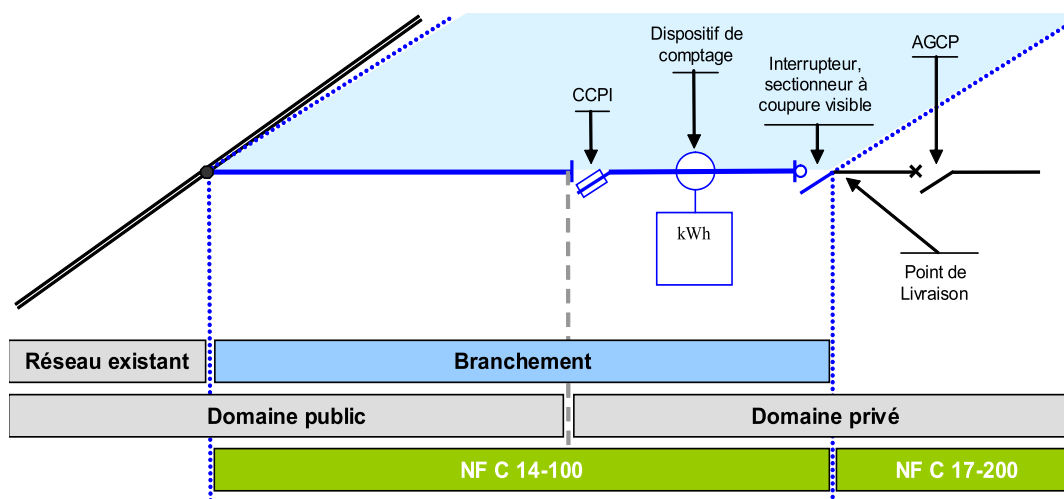 Dispositif de
comptage
AGCP
Interrupteur,
sectionneur à
coupure visible
CCPI
kWh
Point de
Livraison
Réseau existant
Branchement
Domaine public
Domaine privé
NF C 14-100
NF C 17-200